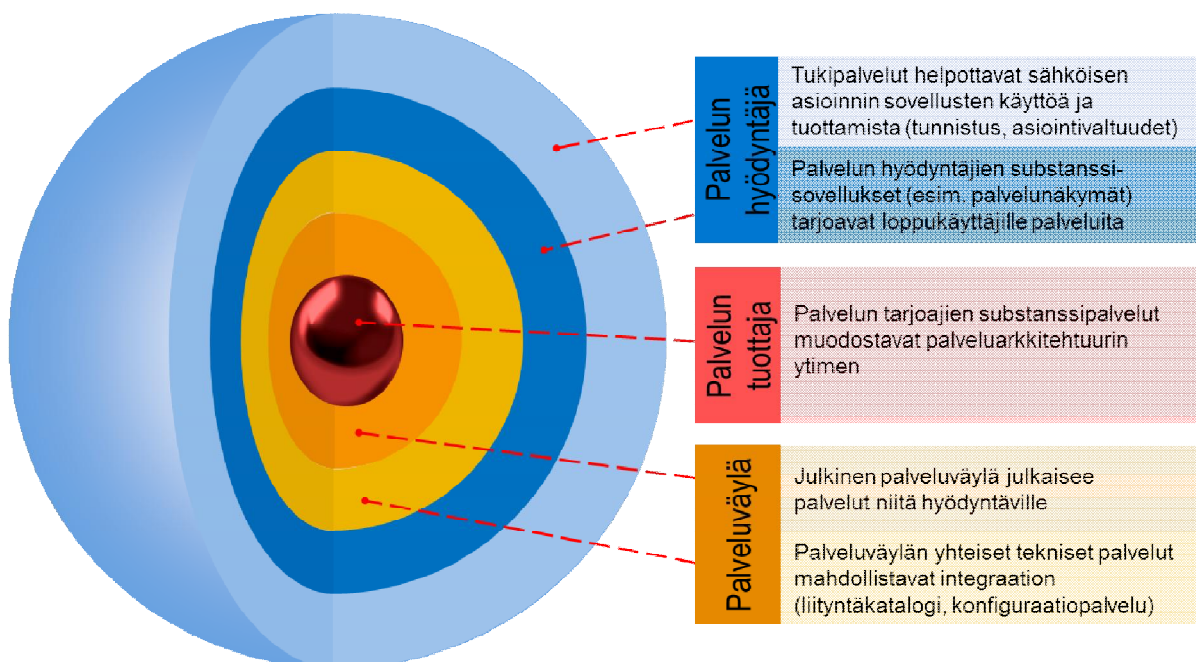 Palvelun
hyödyntäjä
Tukipalvelut helpottavat sähköisen
asioinnin sovellusten käyttöä ja
tuottamista (tunnistus, asiointivaltuudet)
Palvelun hyödyntäjien substanssi-
sovellukset (esim. palvelunäkymät)
tarjoavat loppukäyttäjille palveluita
Palvelun
tuottaja
Palvelun tarjoajien substanssipalvelut
muodostavat palveluarkkitehtuurin
ytimen
Palveluväylä
Julkinen palveluväylä julkaisee
palvelut niitä hyödyntäville
Palveluväylän yhteiset tekniset palvelut
mahdollistavat integraation
(liityntäkatalogi, konfiguraatiopalvelu)